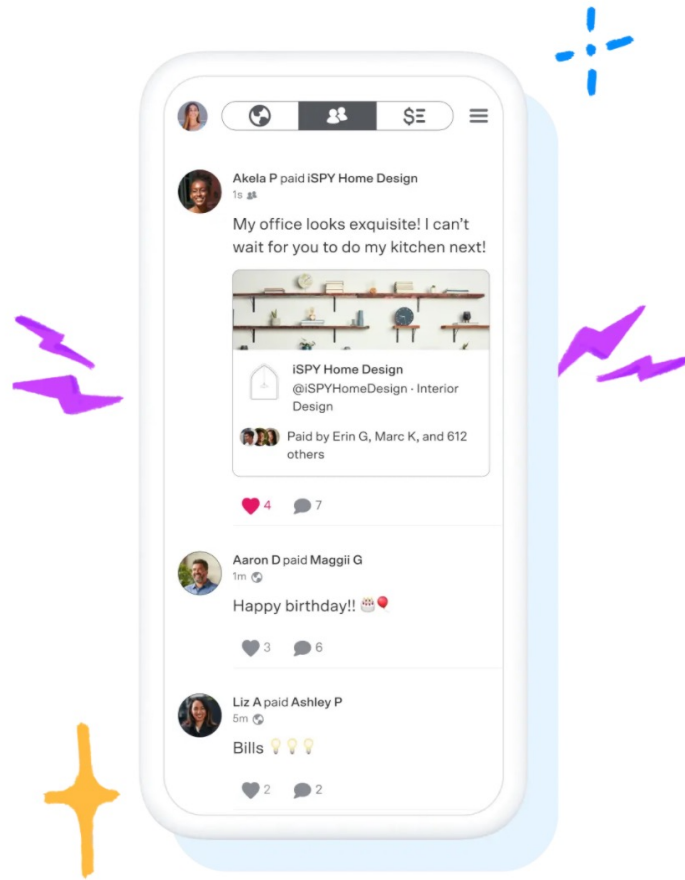 Akela P paid iSPY Home Design
1s
My office looks exquisite! I can't
wait for you to do my kitchen next!
iSPY Home Design
@iSPYHomeDesign · Interior
Design
Paid by Erin G, Marc K, and 612
others
4 7
Aaron D paid Maggii G
1m
Happy birthday!! 🎂🎈
3 6
Liz A paid Ashley P
5m
Bills 💡💡💡
2 2